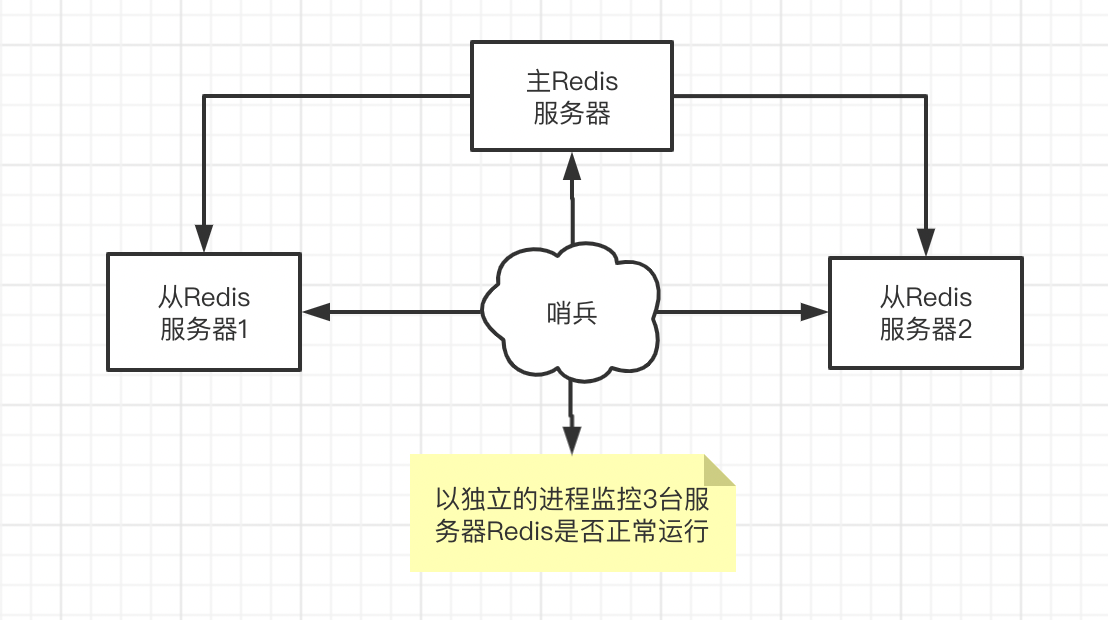 主Redis
服务器
从Redis
服务器1
哨兵
从Redis
服务器2
以独立的进程监控3台服
务器Redis是否正常运行